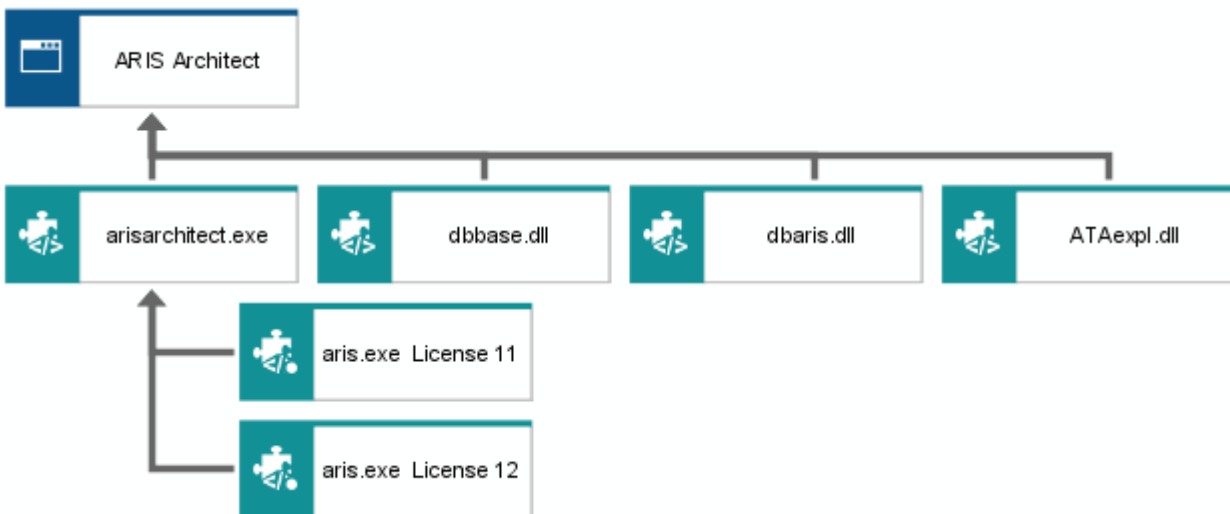 ARIS Architect
arisarchitect.exe
dbbase.dll
dbaris.dll
ATAexpl.dll
aris.exe License 11
aris.exe License 12